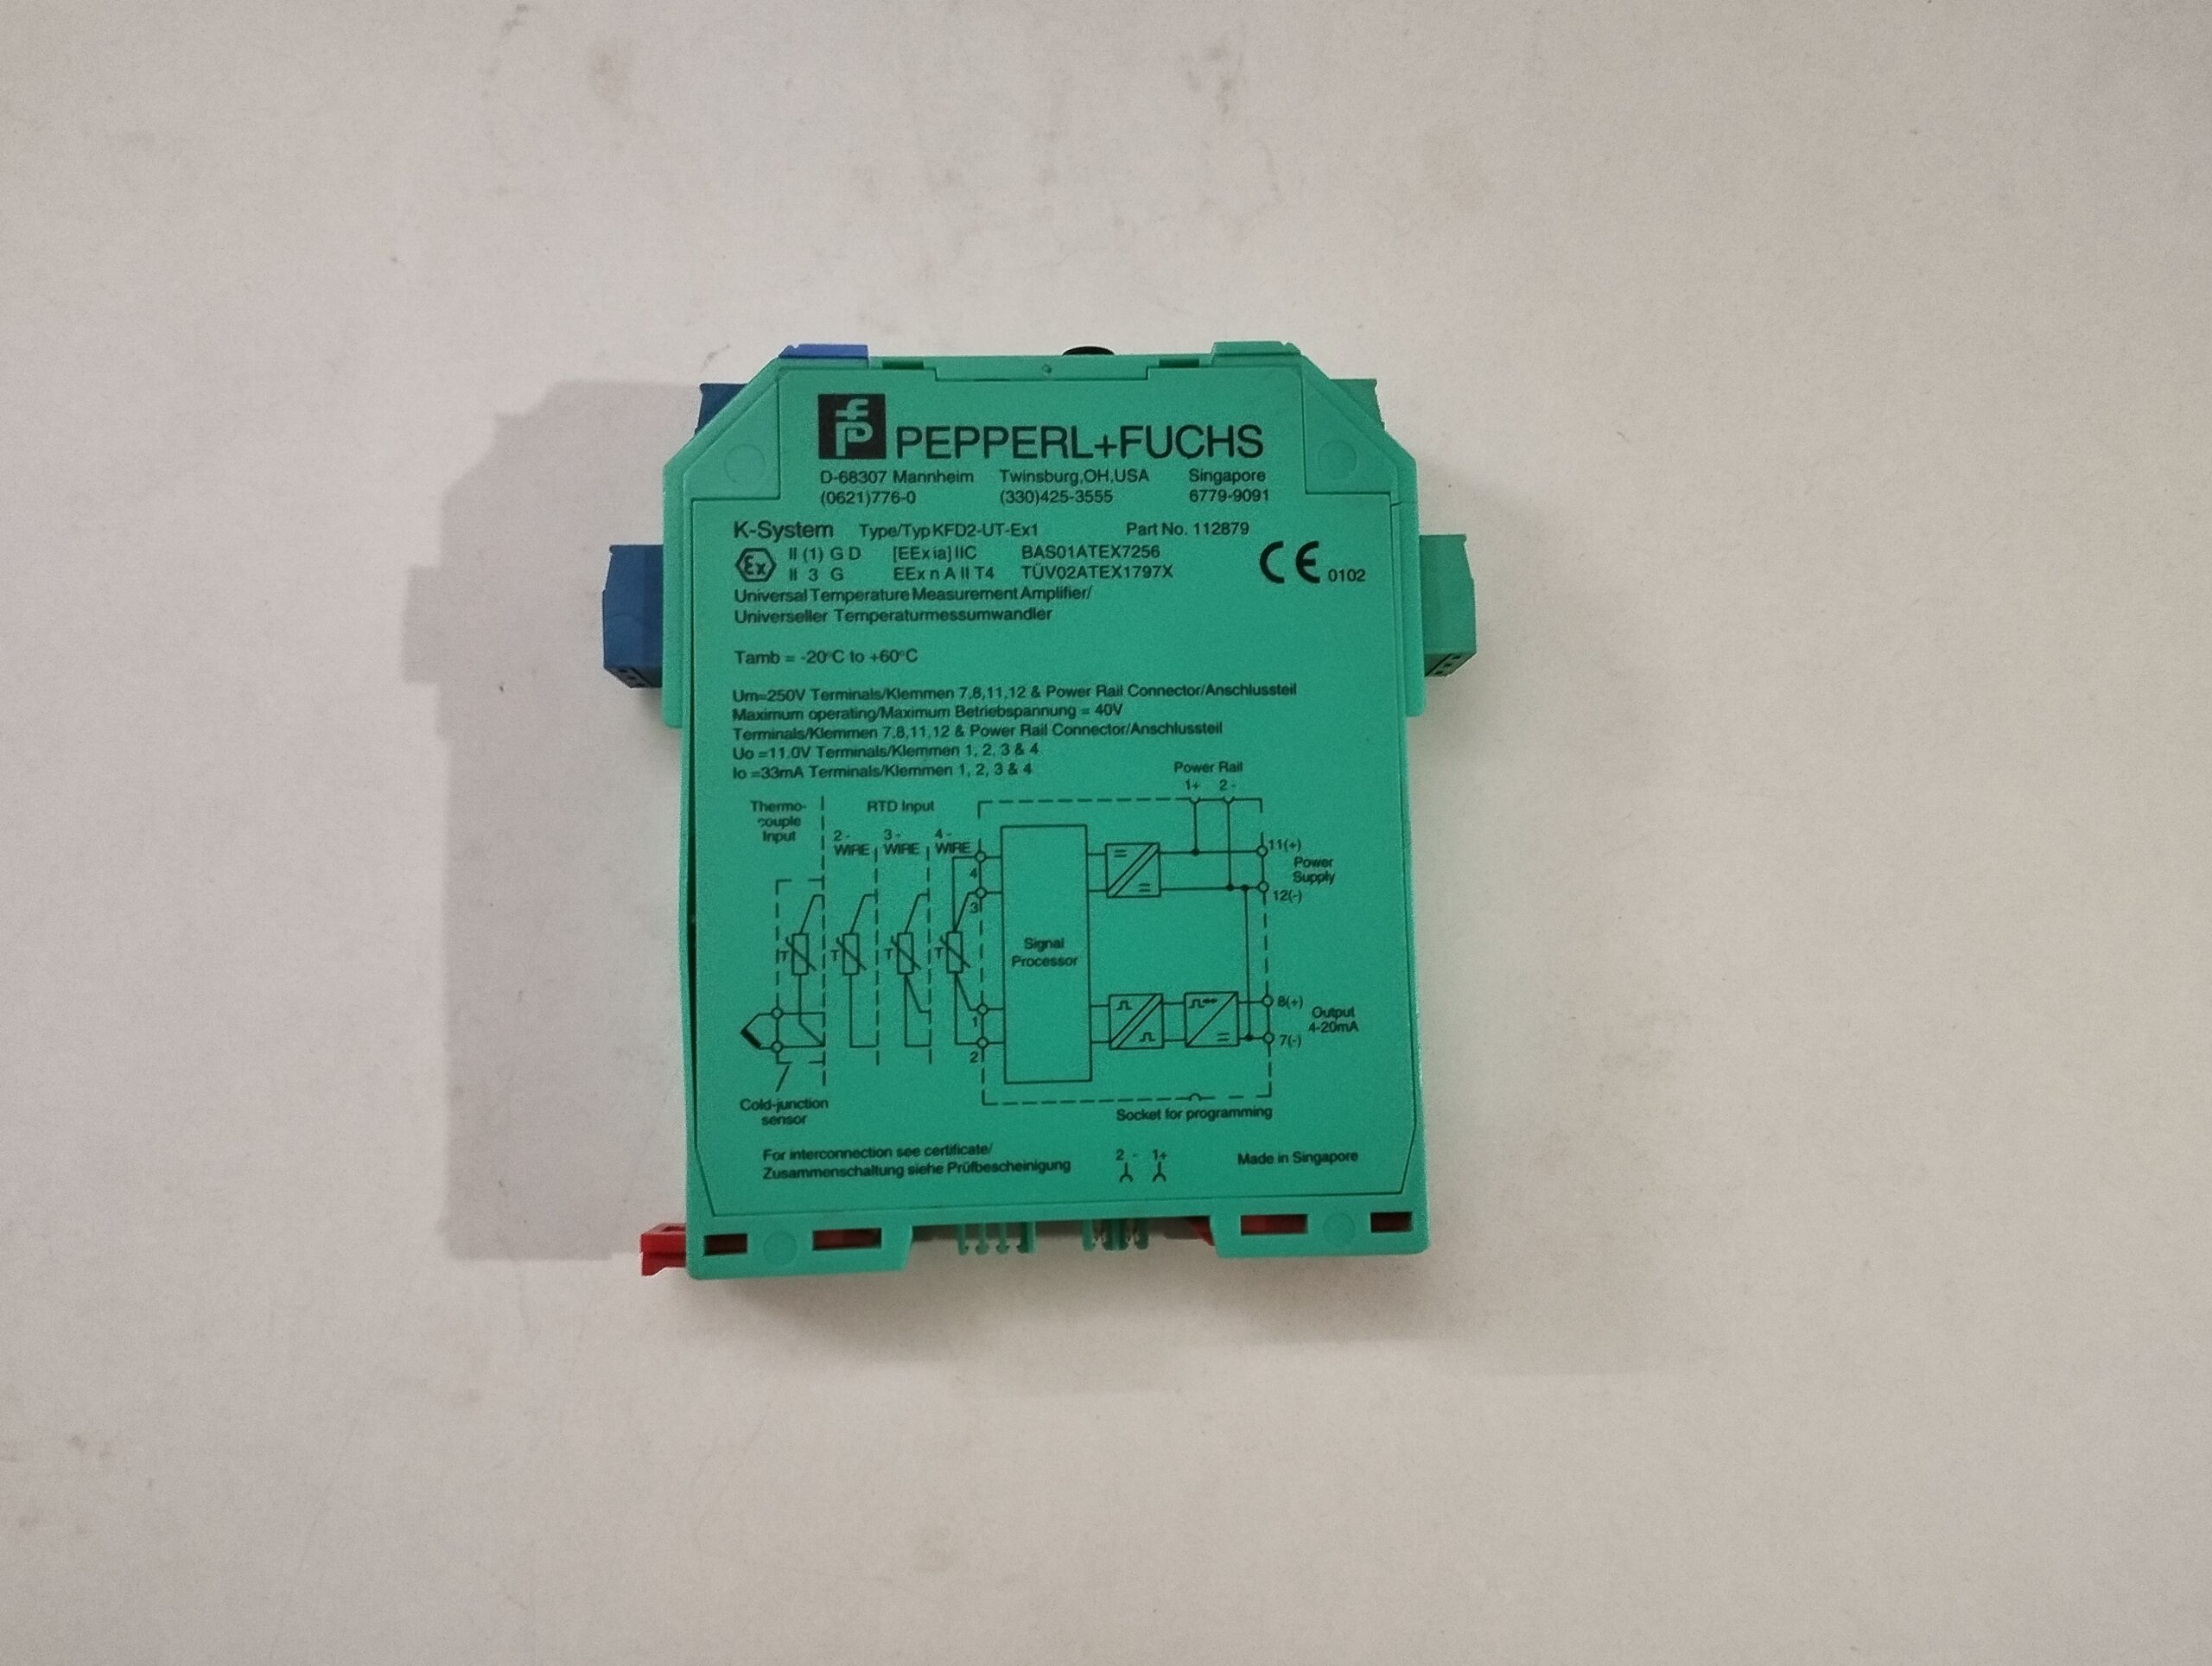 PEPPERL+FUCHS
D-68307 Mannheim Twinsburg,OH.USA Singapore
(0621)776-0 (330)425-3555 6779-9091
K-System Type/Typ KFD2-UT-Ex1 Part No. 112879
Ex II (1) G D [EEx ia] IIC BAS01ATEX7256
II 3 G EEx n A II T4 TÜV02ATEX1797X CE 0102
Universal Temperature Measurement Amplifier/
Universeller Temperaturmessumwandler
Tamb = -20°C to +60°C
Um=250V Terminals/Klemmen 7,8,11,12 & Power Rail Connector/Anschlussteil
Maximum operating/Maximum Betriebspannung = 40V
Terminals/Klemmen 7,8,11,12 & Power Rail Connector/Anschlussteil
Uo =11.0V Terminals/Klemmen 1, 2, 3 & 4
Io =33mA Terminals/Klemmen 1, 2, 3 & 4
Power Rail
1+ 2 -
Thermo-
couple
Input
RTD Input
2 -
WIRE
3 -
WIRE
4 -
WIRE
4
3
T T T T
1
2
Signal
Processor
11(+)
Power
Supply
12(-)
8(+)
Output
4-20mA
7(-)
Cold-junction
sensor
Socket for programming
For interconnection see certificate/
Zusammenschaltung siehe Prüfbescheinigung
2 - 1+
Made in Singapore